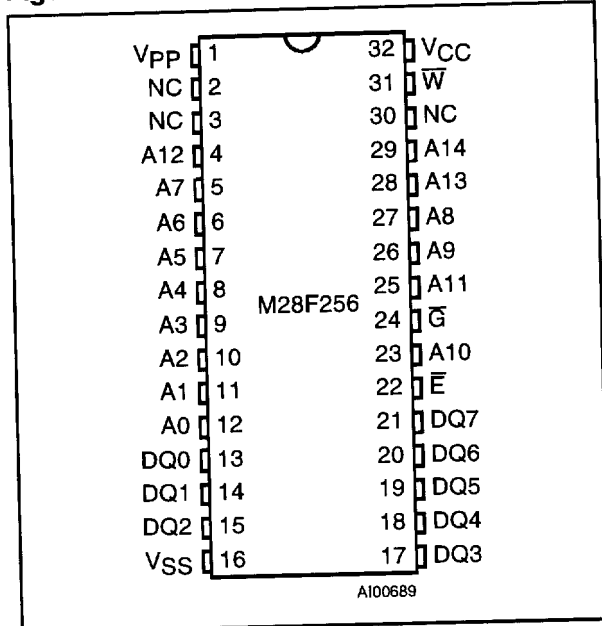 VPP 1 32 VCC
NC 2 31 W̅
NC 3 30 NC
A12 4 29 A14
A7 5 28 A13
A6 6 27 A8
A5 7 26 A9
A4 8 25 A11
M28F256
A3 9 24 G̅
A2 10 23 A10
A1 11 22 E̅
A0 12 21 DQ7
DQ0 13 20 DQ6
DQ1 14 19 DQ5
DQ2 15 18 DQ4
VSS 16 17 DQ3
AI00689